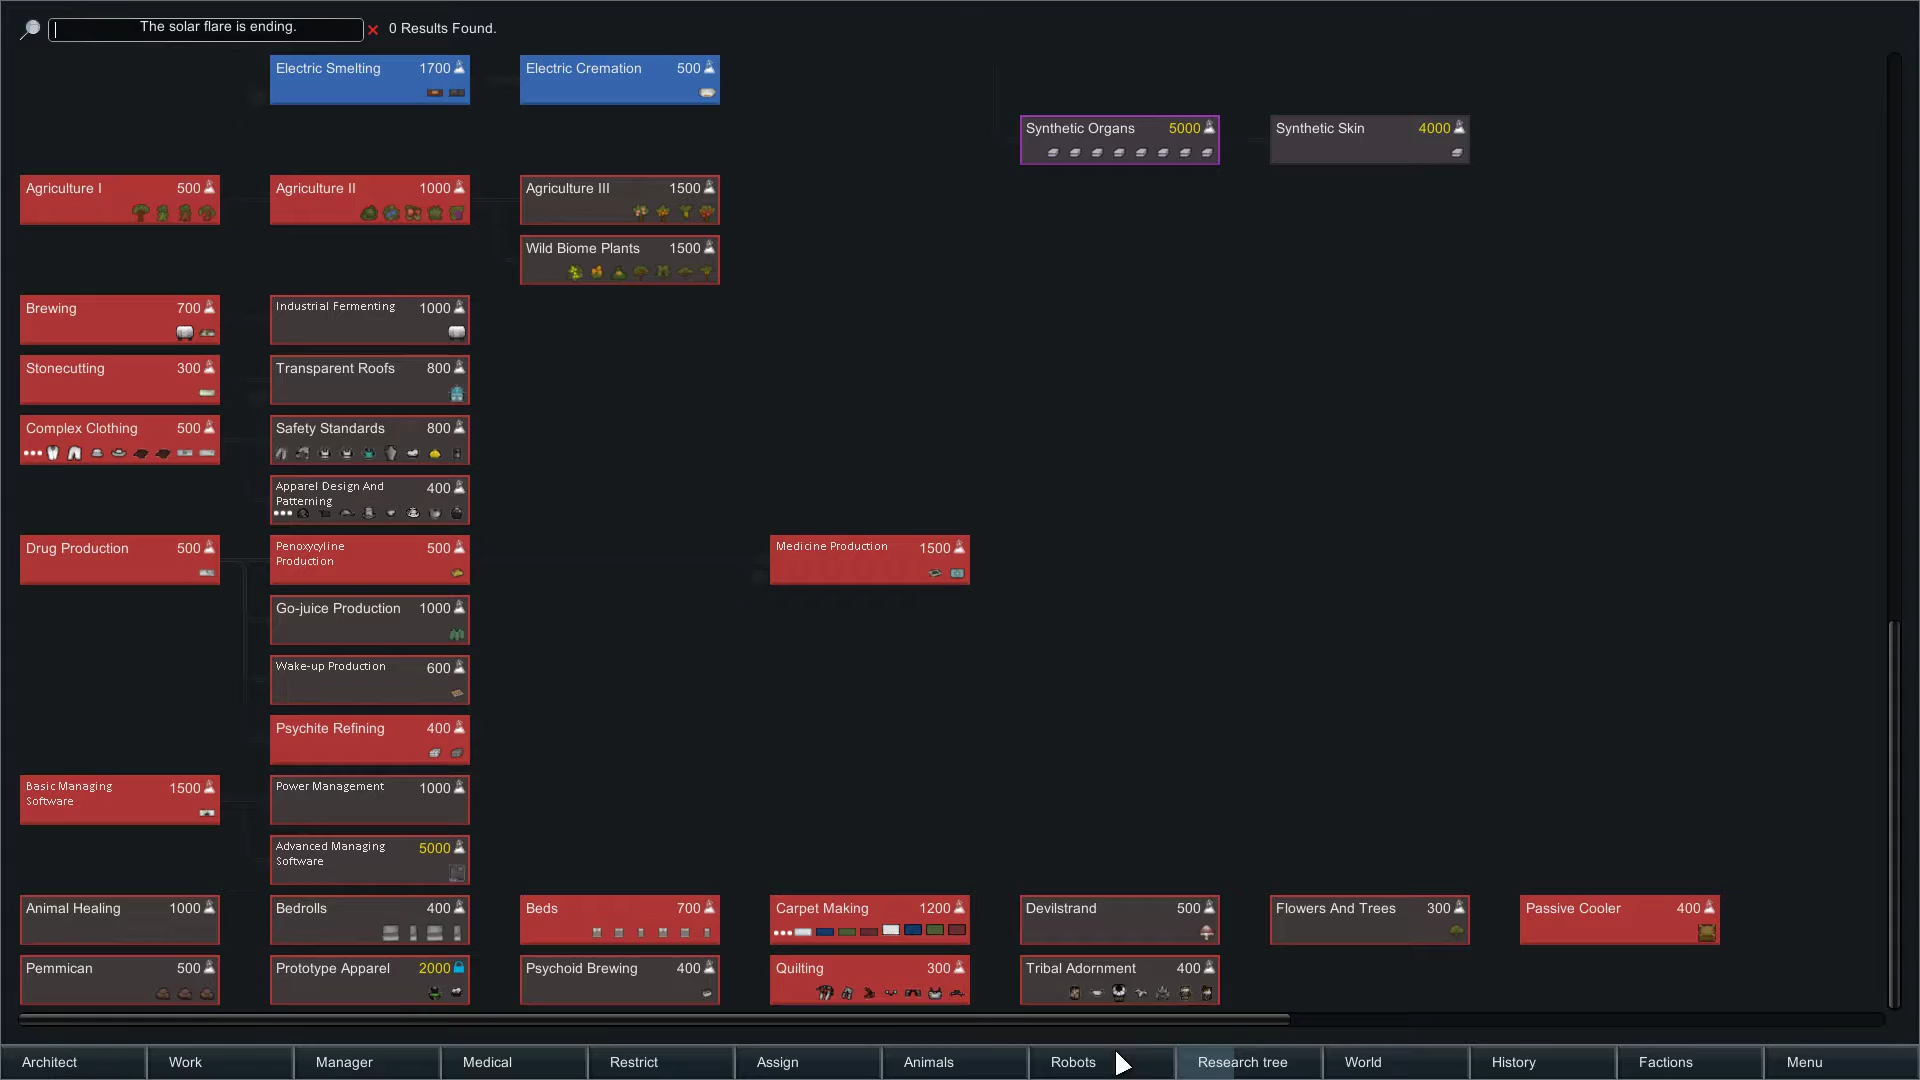 The solar flare is ending.
0 Results Found.
Electric Smelting 1700
Electric Cremation 500
Synthetic Organs 5000
Synthetic Skin 4000
Agriculture I 500
Agriculture II 1000
Agriculture III 1500
Wild Biome Plants 1500
Brewing 700
Industrial Fermenting 1000
Stonecutting 300
Transparent Roofs 800
Complex Clothing 500
Safety Standards 800
Apparel Design And 400
Patterning
Drug Production 500
Penoxycyline 500
Production
Medicine Production 1500
Go-juice Production 1000
Wake-up Production 600
Psychite Refining 400
Basic Managing 1500
Software
Power Management 1000
Advanced Managing 5000
Software
Animal Healing 1000
Bedrolls 400
Beds 700
Carpet Making 1200
Devilstrand 500
Flowers And Trees 300
Passive Cooler 400
Pemmican 500
Prototype Apparel 2000
Psychoid Brewing 400
Quilting 300
Tribal Adornment 400
Architect
Work
Manager
Medical
Restrict
Assign
Animals
Robots
Research tree
World
History
Factions
Menu